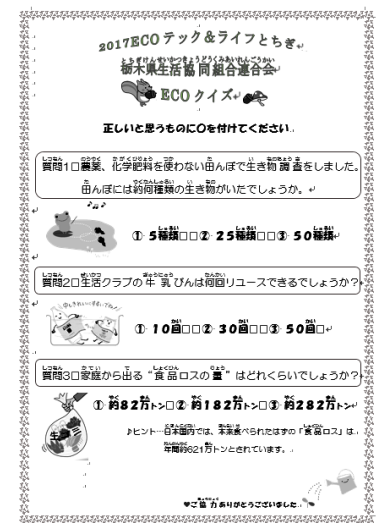 2017ECOテック&ライフとちぎ↵
栃木県生活協同組合連合会
ECOクイズ↵
正しいと思うものに〇を付けてください。
質問1□農薬、化学肥料を使わない田んぼで生き物調査をしました。
田んぼには約何種類の生き物がいたでしょうか。↵
① 5種類□□② 25種類□□③ 50種類↵
質問2□生活クラブの牛乳びんは何回リユースできるでしょうか?↵
① 10回□□② 30回□□③ 50回□↵
質問3□家庭から出る“食品ロスの量”はどれくらいでしょうか?↵
① 約82万トン□② 約182万トン□③ 約282万トン↵
生ゴミ
♪ヒント…日本国内では、本来食べられたはずの「食品ロス」は、
年間約621万トンとされています。
♥ご協力ありがとうございました。